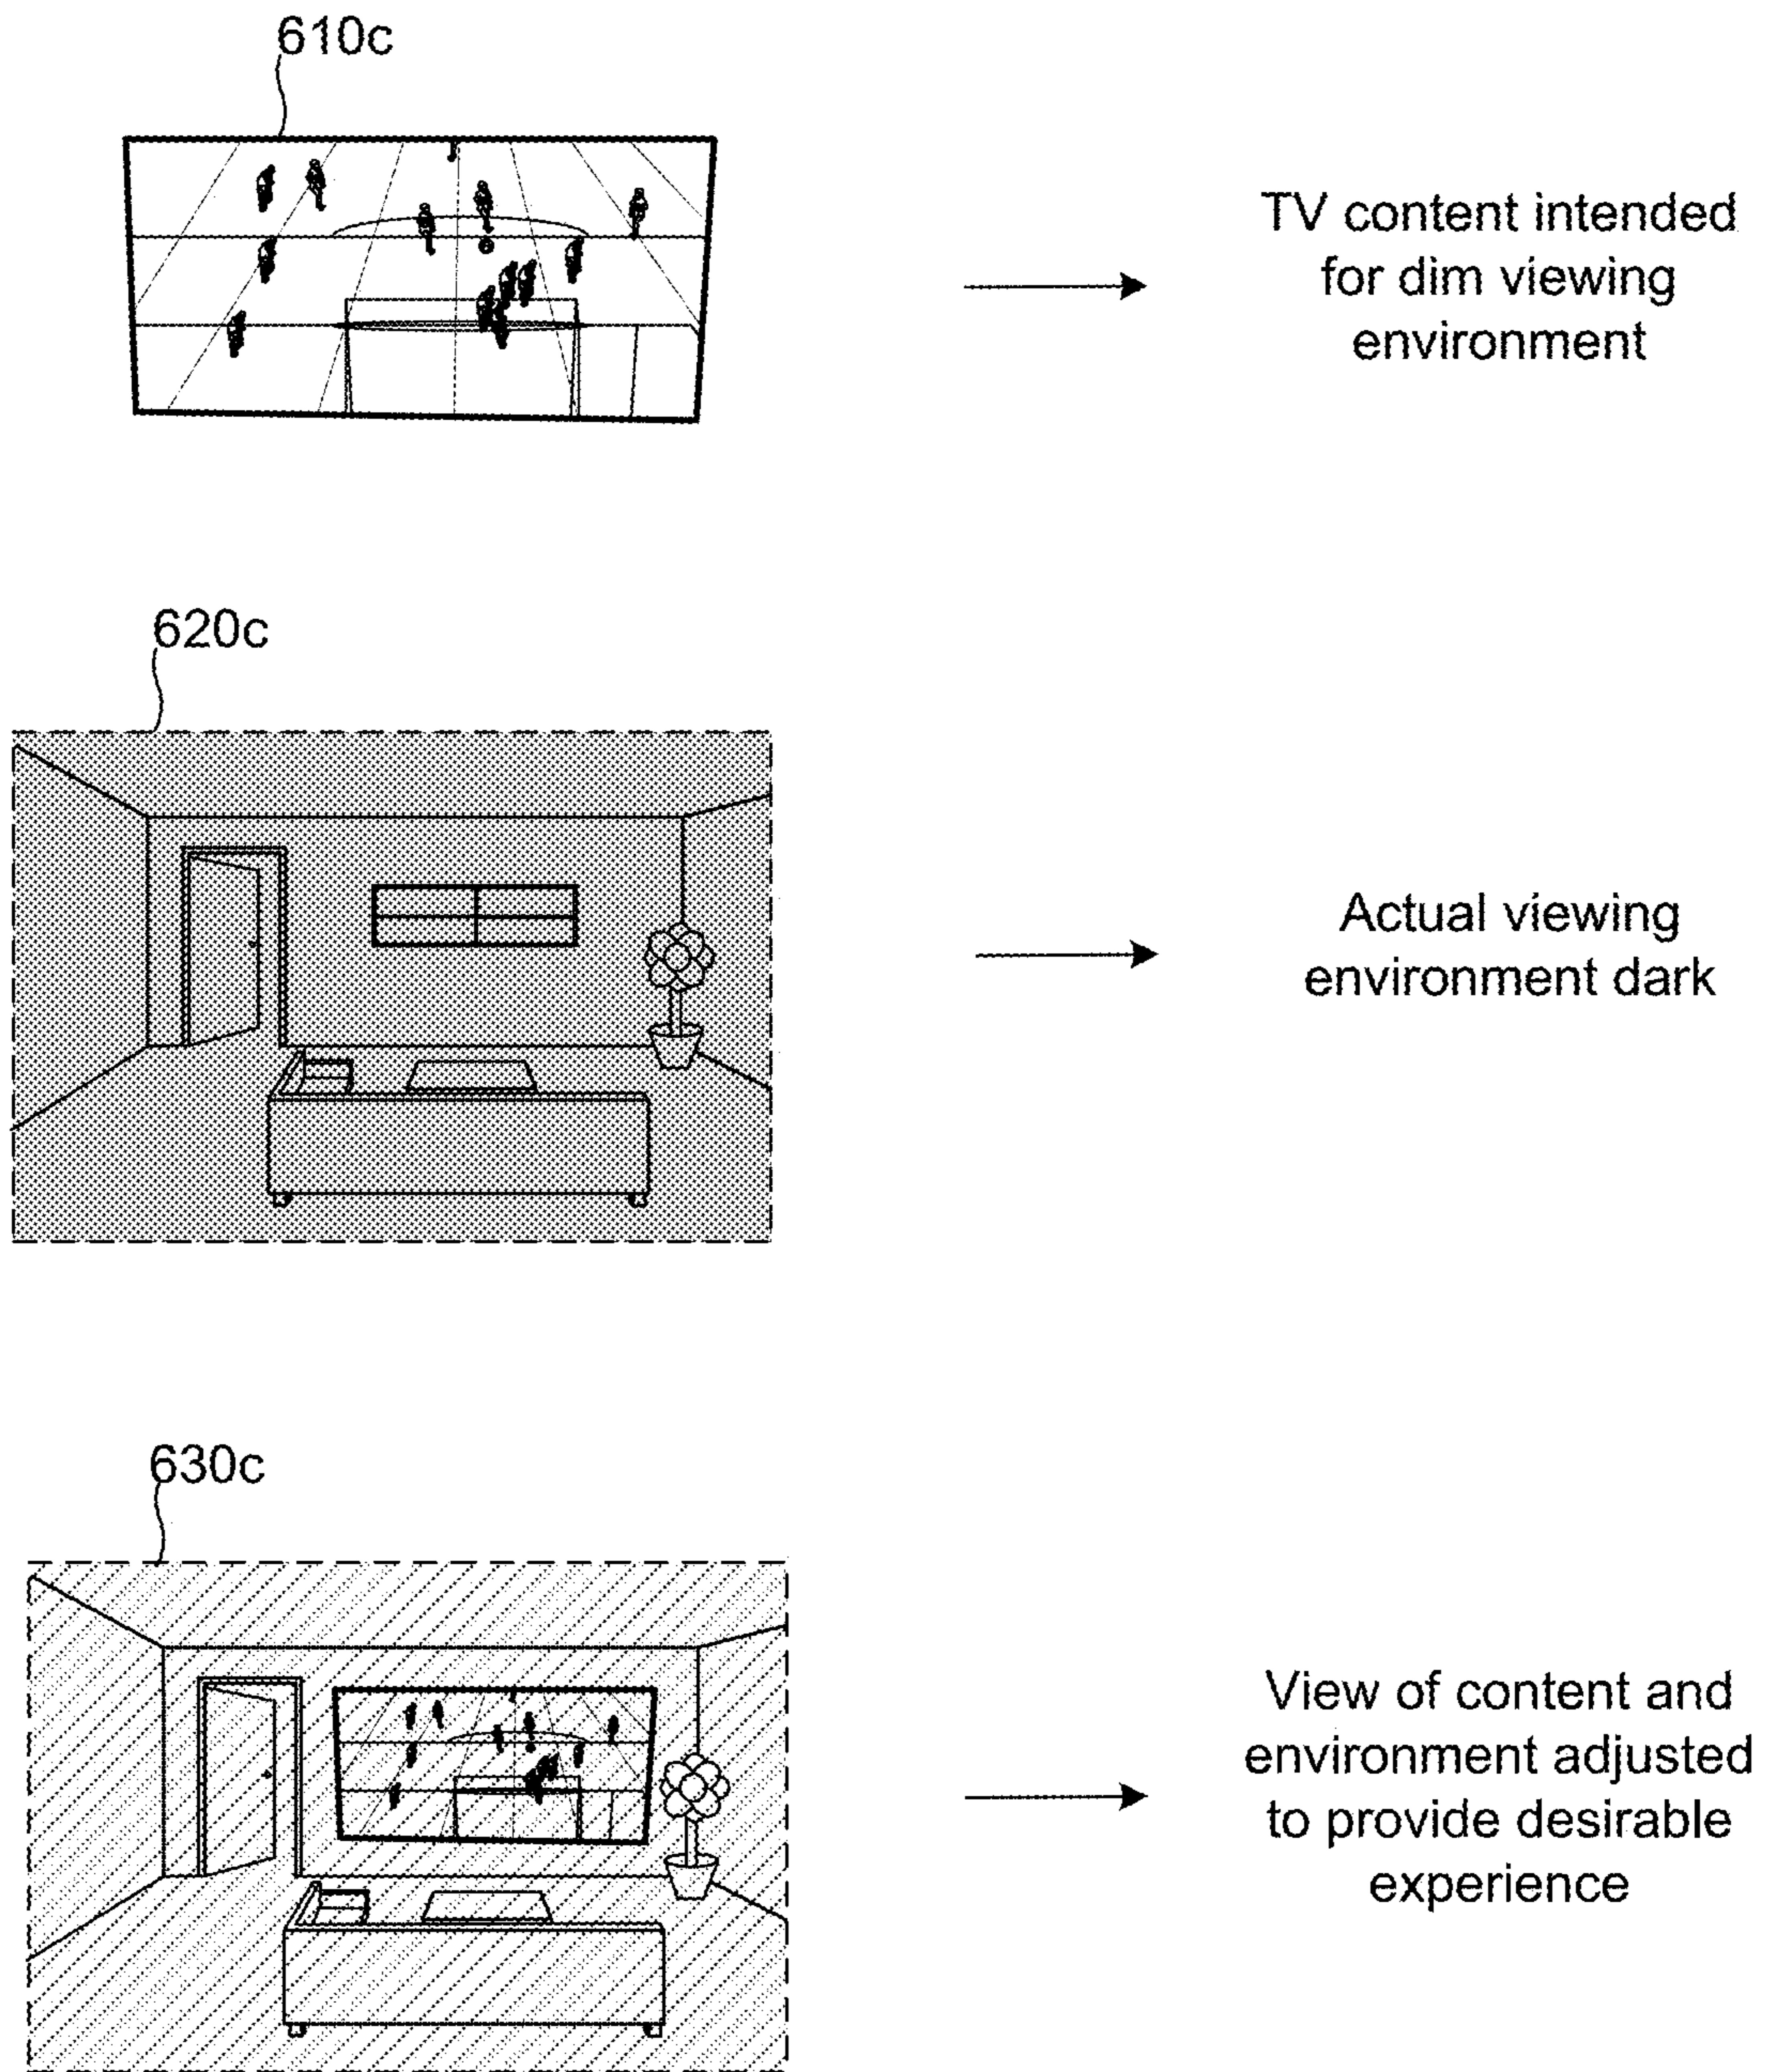 610c
TV content intended
for dim viewing
environment
620c
Actual viewing
environment dark
630c
View of content and
environment adjusted
to provide desirable
experience